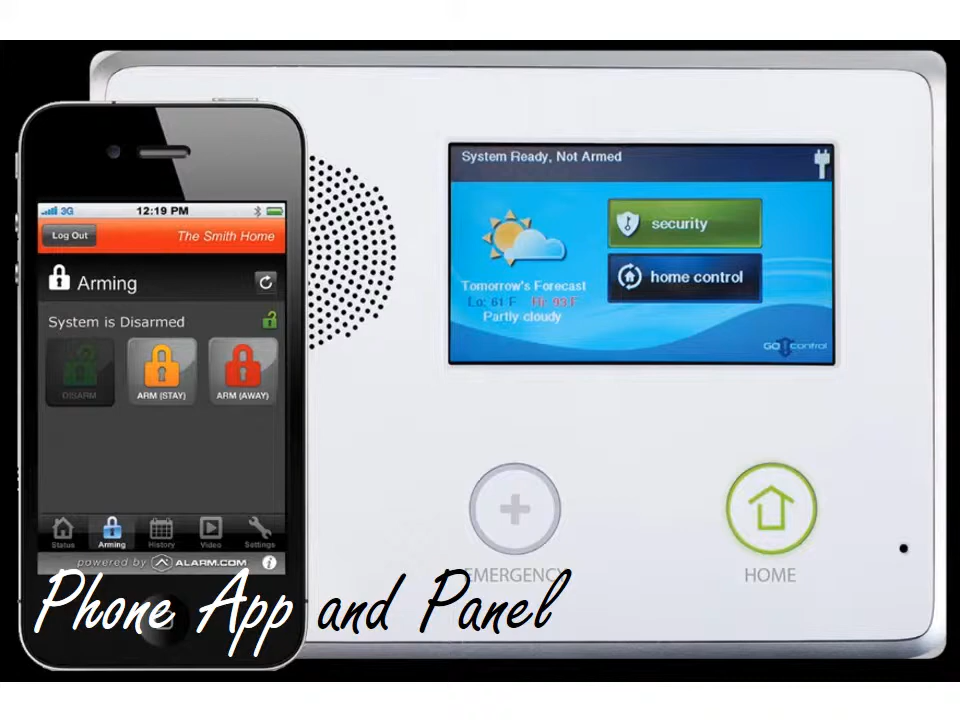 3G
12:19 PM
Log Out
The Smith Home
Arming
System is Disarmed
DISARM
ARM (STAY)
ARM (AWAY)
Status
Arming
History
Video
Settings
powered by ALARM.COM
System Ready, Not Armed
security
home control
Tomorrow's Forecast
Lo: 61 F Hi: 93 F
Partly cloudy
GO control
EMERGENCY
HOME
Phone App and Panel